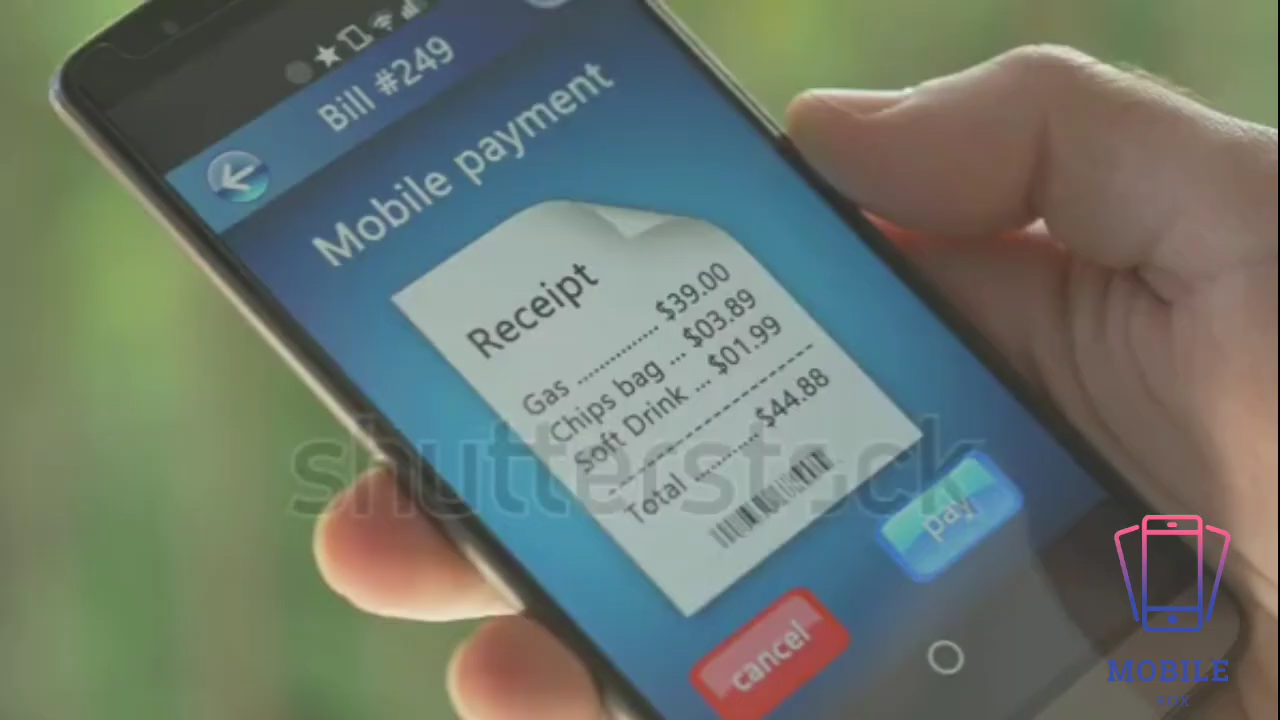 Bill #249
Mobile payment
Receipt
Gas ............... $39.00
Chips bag ... $03.89
Soft Drink ... $01.99
Total ............ $44.88
pay
cancel
shutterstock
MOBILE